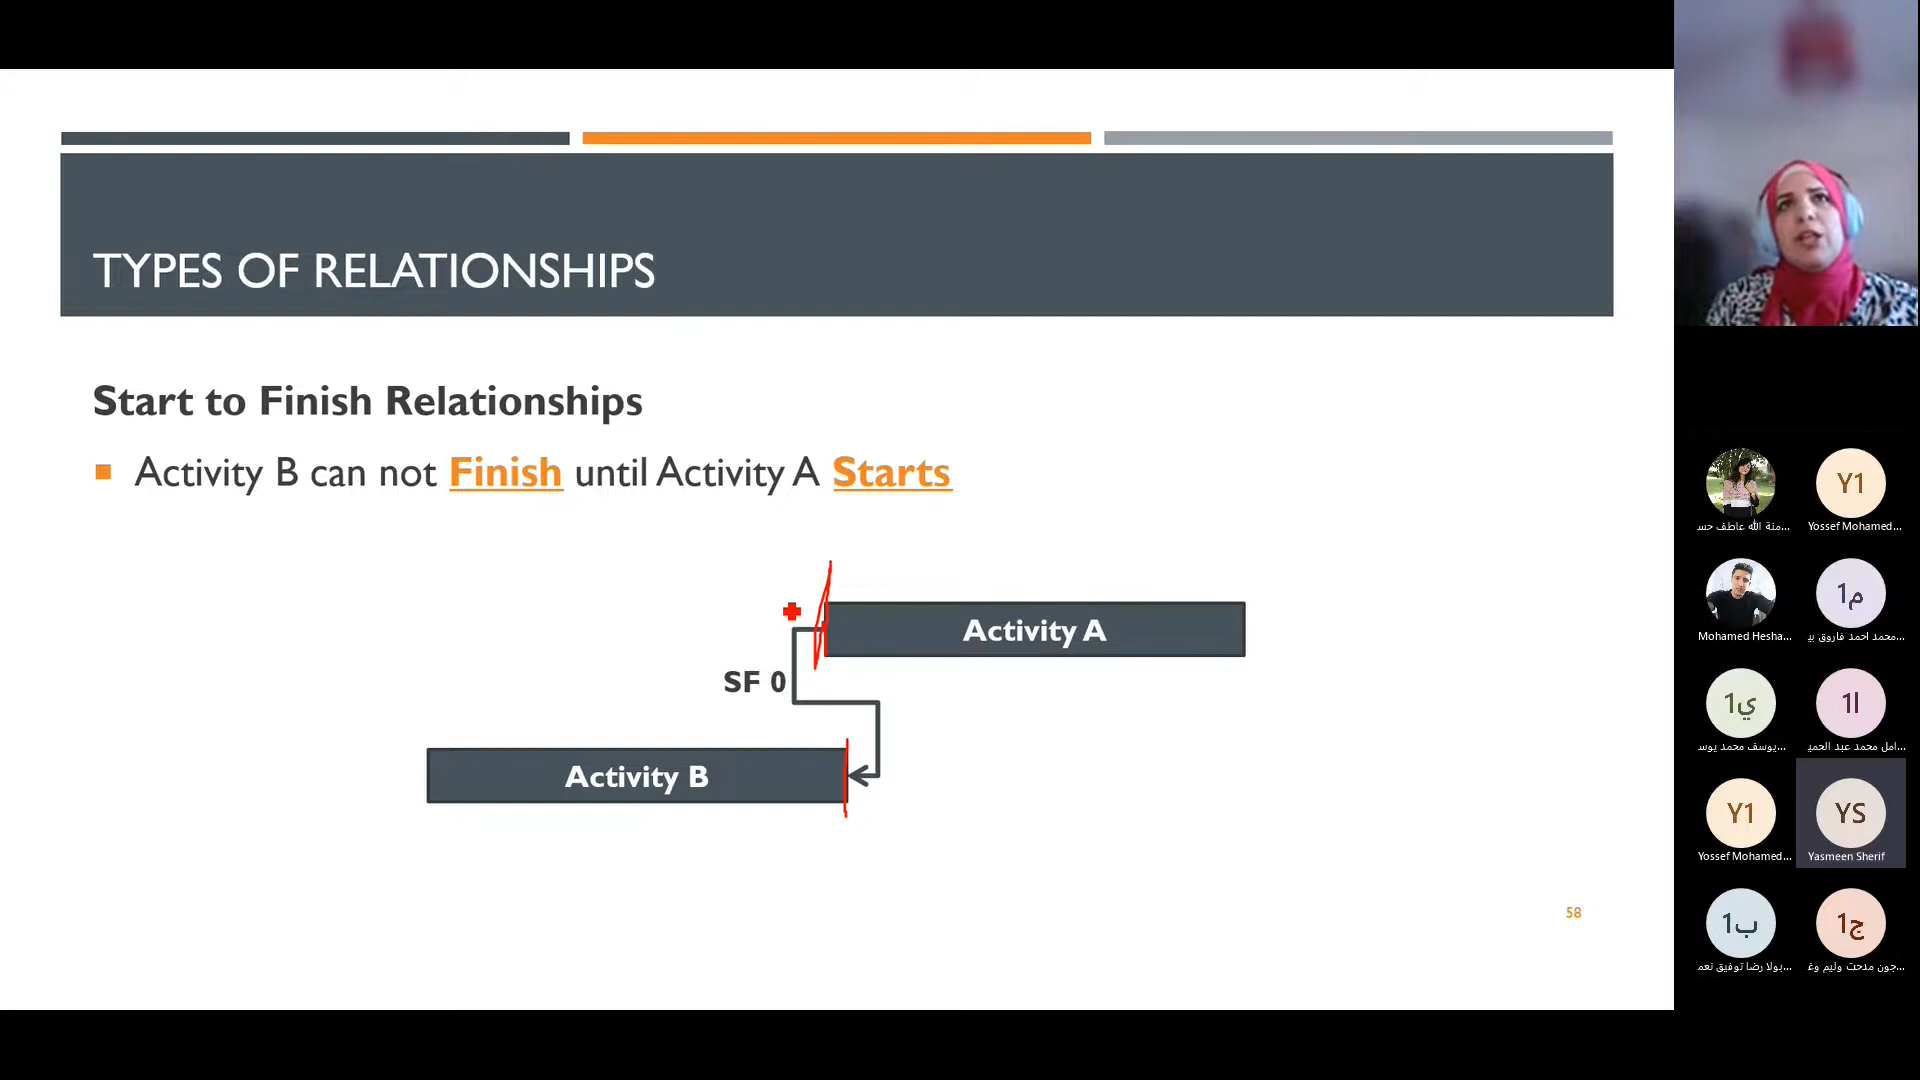 TYPES OF RELATIONSHIPS
Start to Finish Relationships
Activity B can not Finish until Activity A Starts
Activity A
SF 0
Activity B
58
Y1
...منة الله عاطف حس
Yossef Mohamed...
م1
Mohamed Hesha...
...محمد احمد فاروق بي
ي1
ا1
...يوسف محمد يوس
...امل محمد عبد الحمي
Y1
YS
Yossef Mohamed...
Yasmeen Sherif
ب1
ج1
...بولا رضا توفيق نعم
...جون مدحت وليم وغ